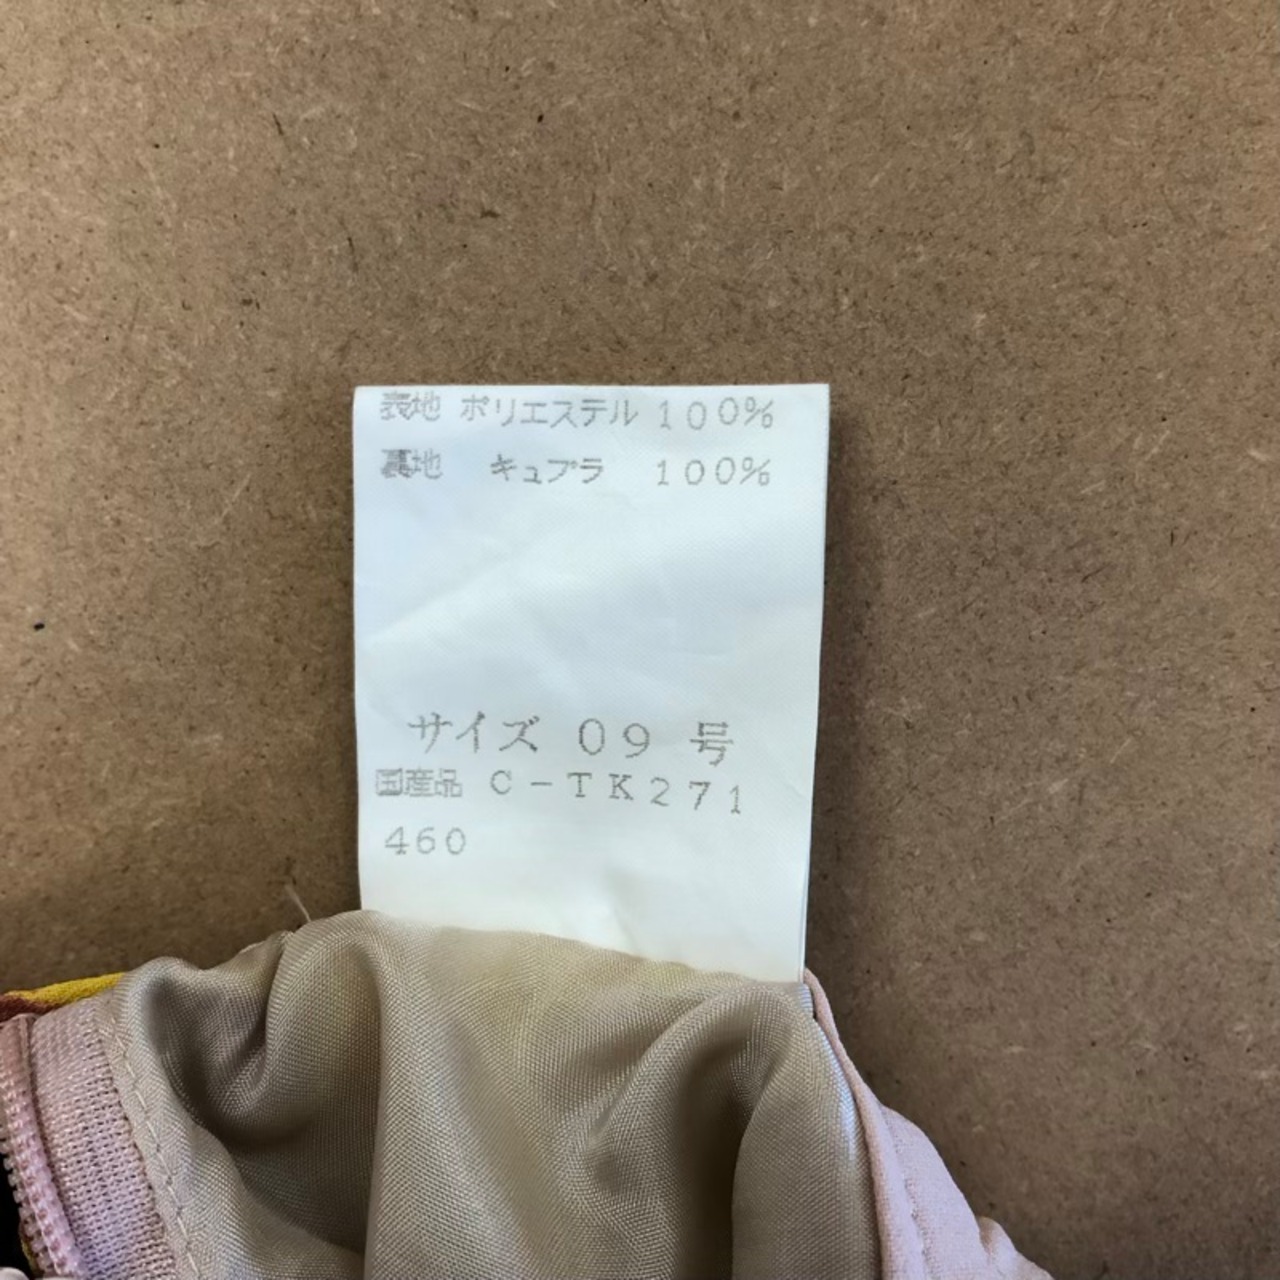 表地 ポリエステル 100%
裏地 キュプラ 100%
サイズ 09 号
国産品 C-TK271
460